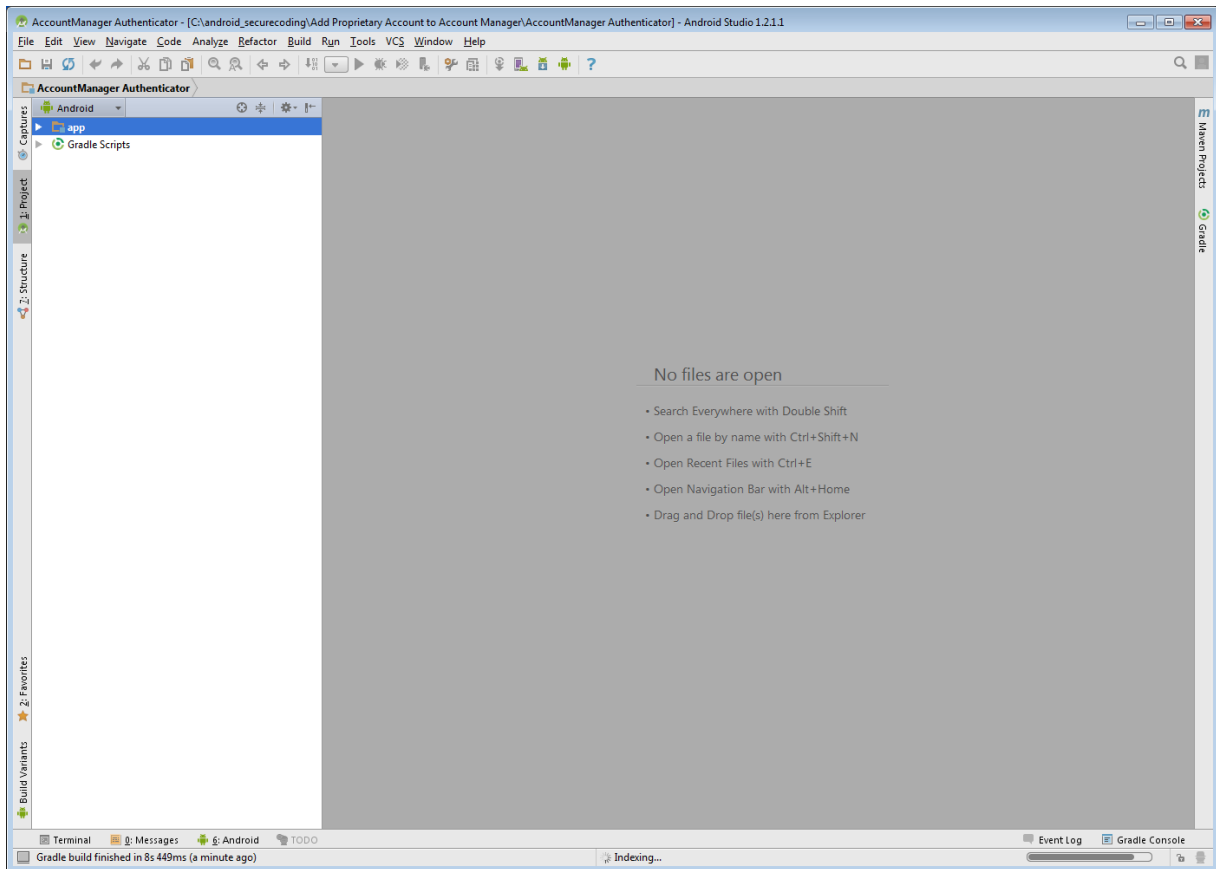 AccountManager Authenticator - [C:\android_securecoding\Add Proprietary Account to Account Manager\AccountManager Authenticator] - Android Studio 1.2.1.1
File Edit View Navigate Code Analyze Refactor Build Run Tools VCS Window Help
AccountManager Authenticator
Android
app
Gradle Scripts
Captures
1: Project
7: Structure
2: Favorites
Build Variants
No files are open
• Search Everywhere with Double Shift
• Open a file by name with Ctrl+Shift+N
• Open Recent Files with Ctrl+E
• Open Navigation Bar with Alt+Home
• Drag and Drop file(s) here from Explorer
m Maven Projects
Gradle
Terminal 0: Messages 6: Android TODO Event Log Gradle Console
Gradle build finished in 8s 449ms (a minute ago) Indexing...